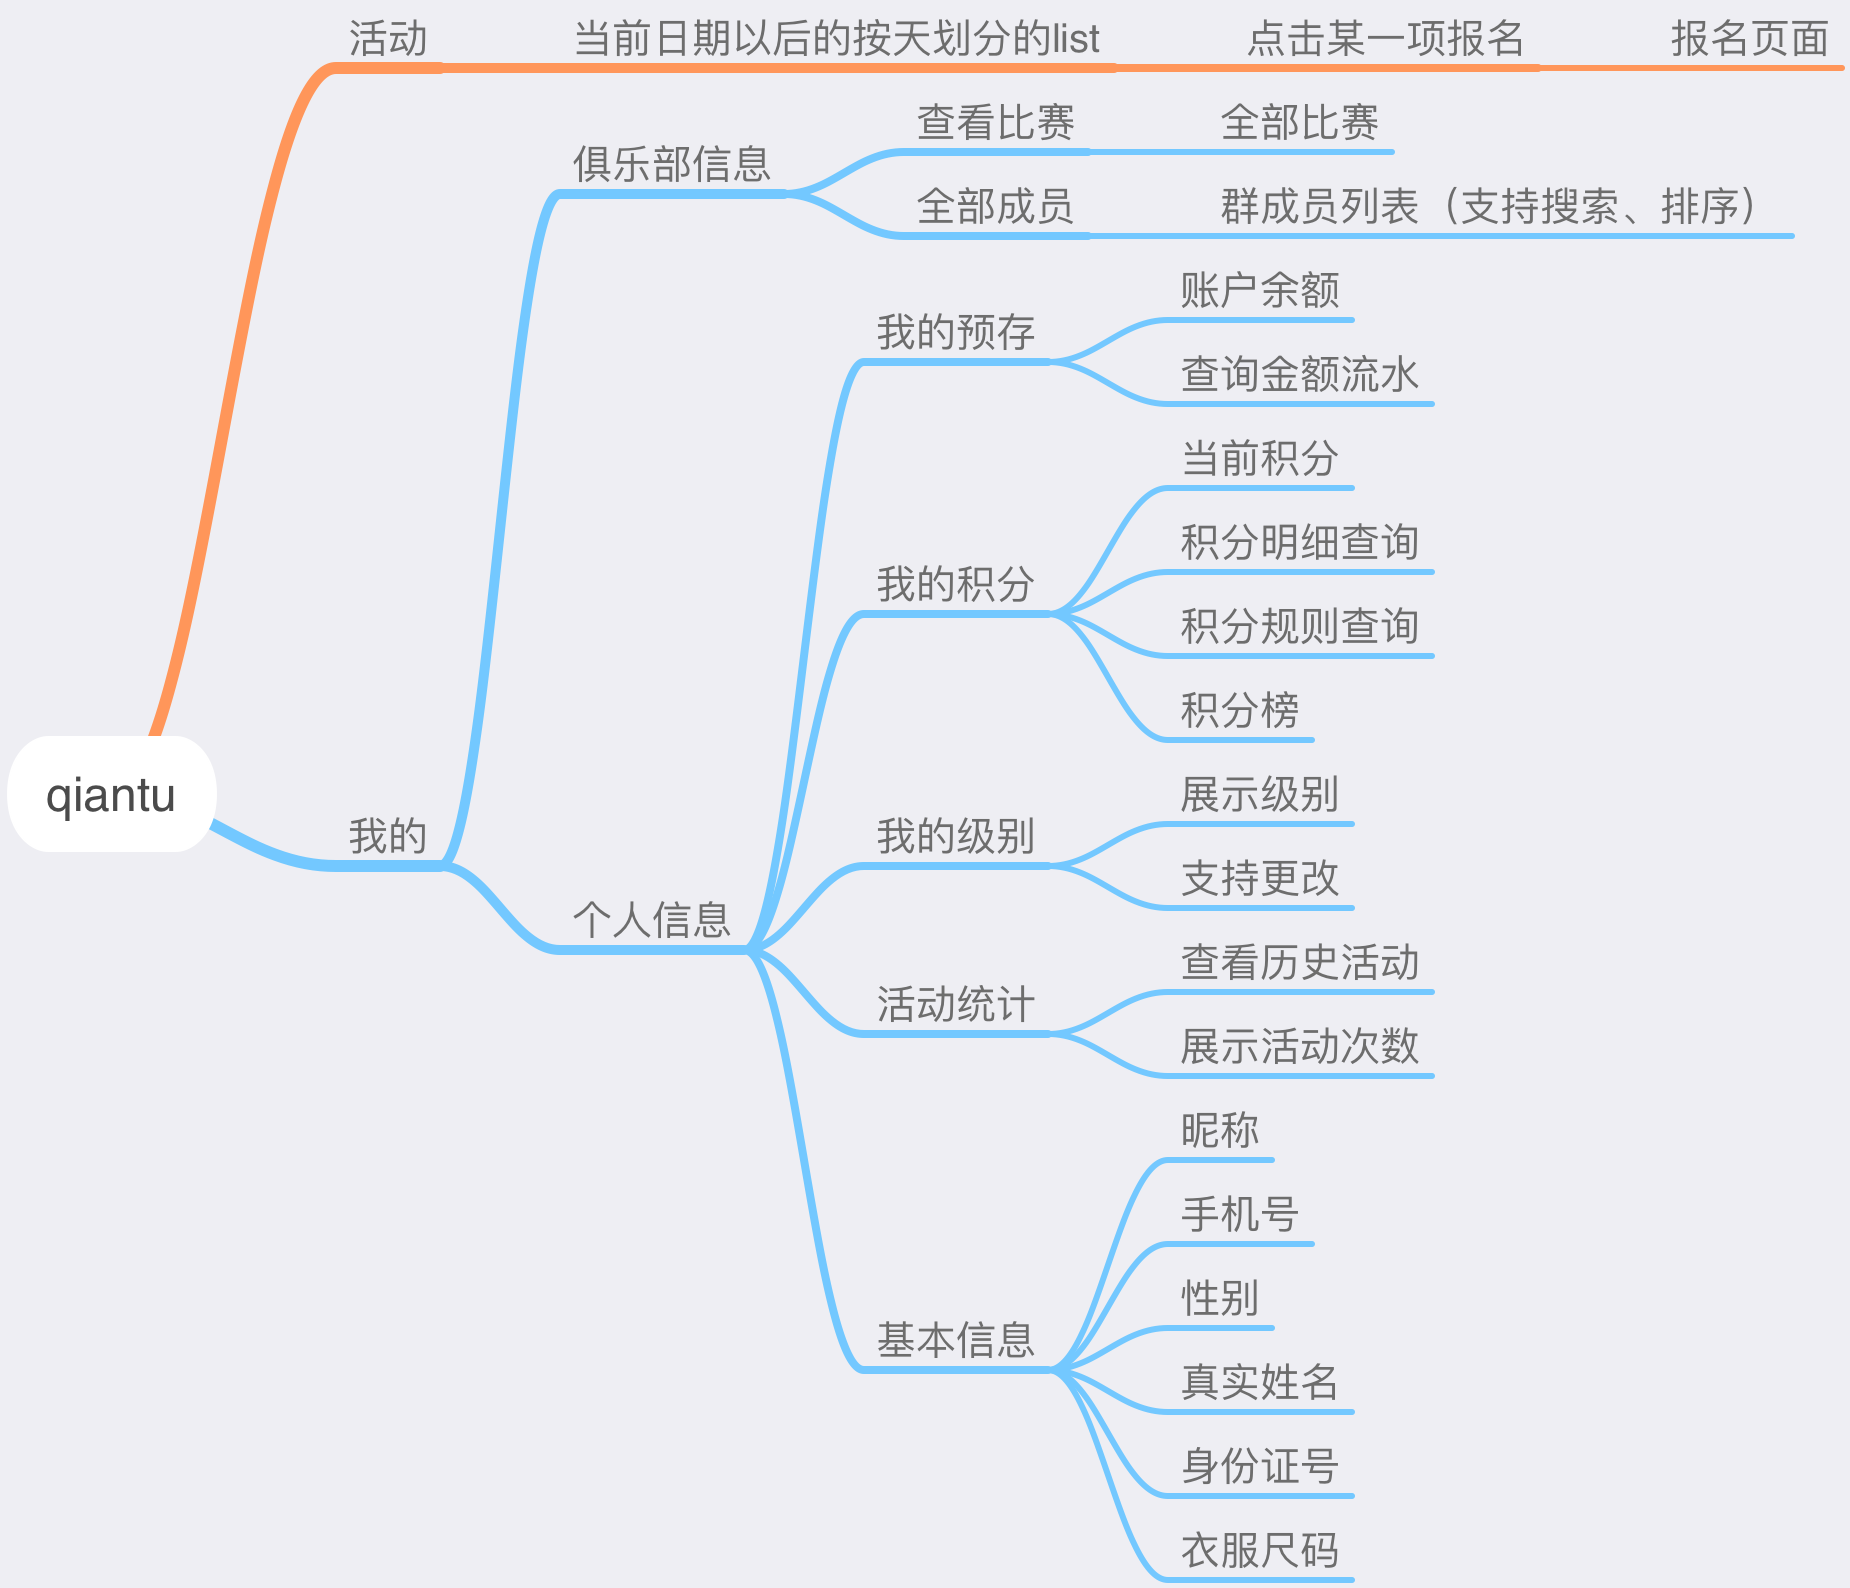 活动
当前日期以后的按天划分的list
点击某一项报名
报名页面
查看比赛
全部比赛
俱乐部信息
全部成员
群成员列表（支持搜索、排序）
账户余额
我的预存
查询金额流水
当前积分
积分明细查询
我的积分
积分规则查询
积分榜
qiantu
展示级别
我的
我的级别
支持更改
个人信息
查看历史活动
活动统计
展示活动次数
昵称
手机号
性别
基本信息
真实姓名
身份证号
衣服尺码